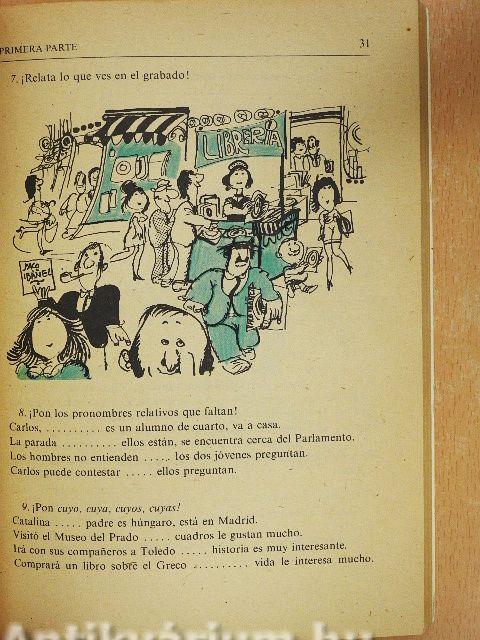 PRIMERA PARTE
31
7. ¡Relata lo que ves en el grabado!
LIBRERÍA
PACO
IBAÑEZ
8. ¡Pon los pronombres relativos que faltan!
Carlos, .......... es un alumno de cuarto, va a casa.
La parada .......... ellos están, se encuentra cerca del Parlamento.
Los hombres no entienden ..... los dos jóvenes preguntan.
Carlos puede contestar ..... ellos preguntan.
9. ¡Pon cuyo, cuya, cuyos, cuyas!
Catalina ..... padre es húngaro, está en Madrid.
Visitó el Museo del Prado ..... cuadros le gustan mucho.
Irá con sus compañeros a Toledo ..... historia es muy interesante.
Comprará un libro sobre el Greco .......... vida le interesa mucho.
Antikvárium.hu